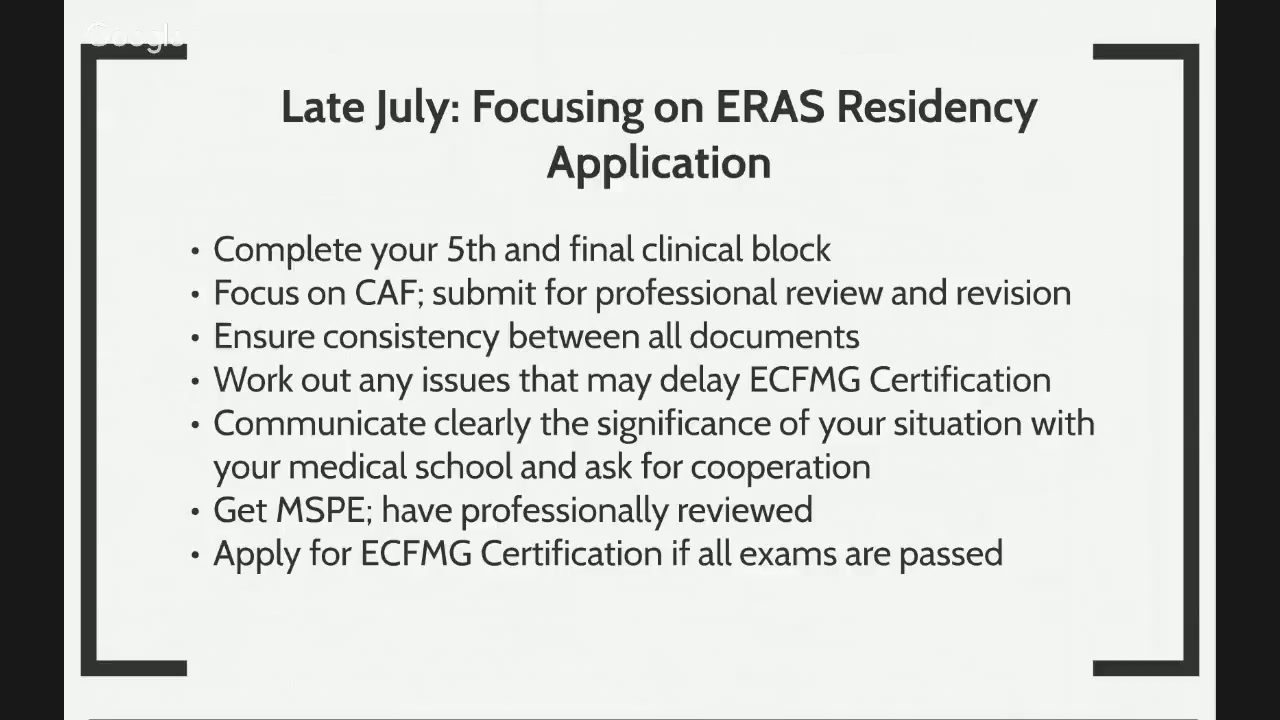 Google
Late July: Focusing on ERAS Residency
Application
• Complete your 5th and final clinical block
• Focus on CAF; submit for professional review and revision
• Ensure consistency between all documents
• Work out any issues that may delay ECFMG Certification
• Communicate clearly the significance of your situation with
your medical school and ask for cooperation
• Get MSPE; have professionally reviewed
• Apply for ECFMG Certification if all exams are passed